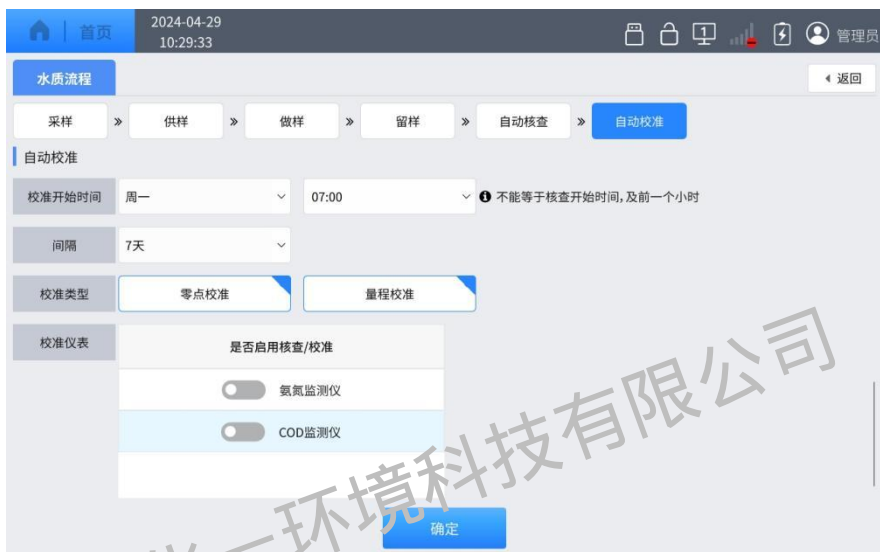 首页
2024-04-29
10:29:33
1
管理员
水质流程
返回
采样 » 供样 » 做样 » 留样 » 自动核查 » 自动校准
自动校准
校准开始时间 周一 07:00 不能等于核查开始时间,及前一个小时
间隔 7天
校准类型 零点校准 量程校准
校准仪表 是否启用核查/校准
氨氮监测仪
COD监测仪
确定
一环境科技有限公司